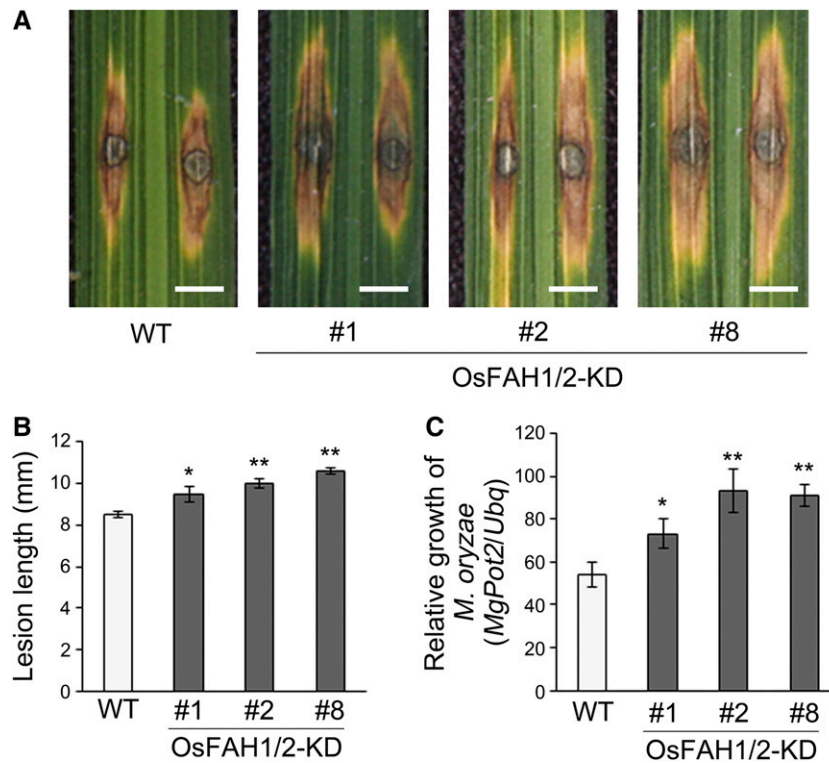 A
WT
#1
#2
#8
OsFAH1/2-KD
B
Lesion length (mm)
12
10
8
6
4
2
0
*
**
**
WT
#1
#2
#8
OsFAH1/2-KD
C
Relative growth of
M. oryzae
(MgPot2/Ubq)
120
100
80
60
40
20
0
*
**
**
WT
#1
#2
#8
OsFAH1/2-KD